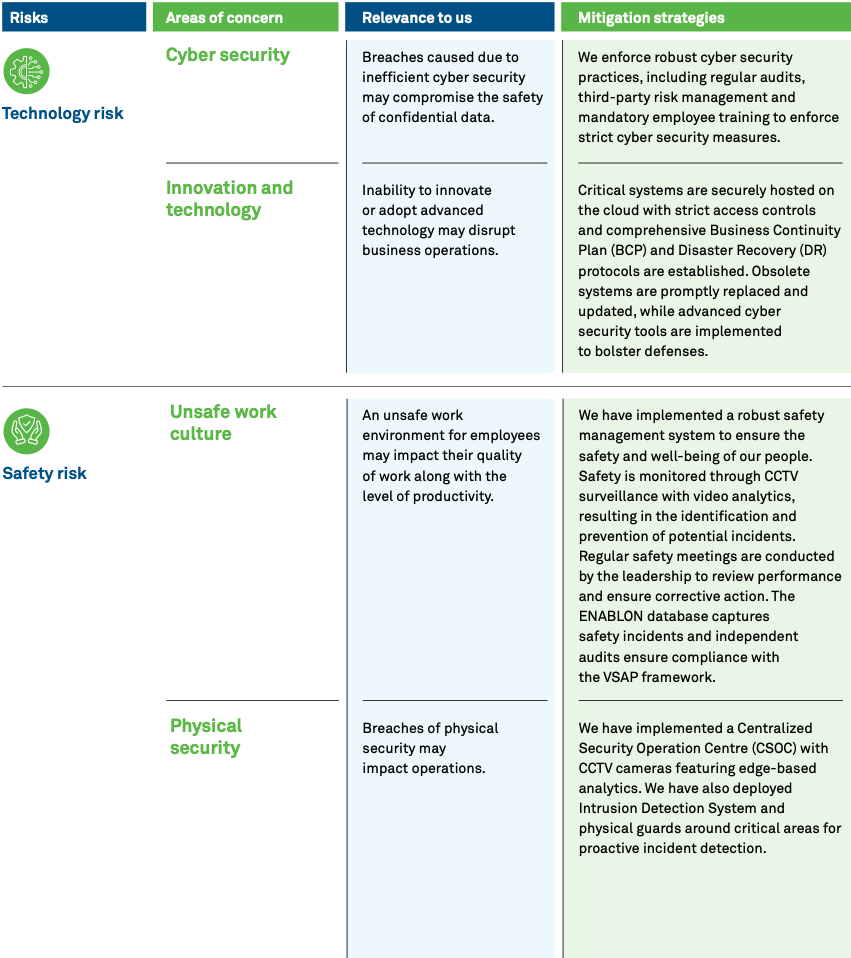 Risks
Areas of concern
Relevance to us
Mitigation strategies
Technology risk
Cyber security
Breaches caused due to
inefficient cyber security
may compromise the safety
of confidential data.
We enforce robust cyber security
practices, including regular audits,
third-party risk management and
mandatory employee training to enforce
strict cyber security measures.
Innovation and
technology
Inability to innovate
or adopt advanced
technology may disrupt
business operations.
Critical systems are securely hosted on
the cloud with strict access controls
and comprehensive Business Continuity
Plan (BCP) and Disaster Recovery (DR)
protocols are established. Obsolete
systems are promptly replaced and
updated, while advanced cyber
security tools are implemented
to bolster defenses.
Safety risk
Unsafe work
culture
An unsafe work
environment for employees
may impact their quality
of work along with the
level of productivity.
We have implemented a robust safety
management system to ensure the
safety and well-being of our people.
Safety is monitored through CCTV
surveillance with video analytics,
resulting in the identification and
prevention of potential incidents.
Regular safety meetings are conducted
by the leadership to review performance
and ensure corrective action. The
ENABLON database captures
safety incidents and independent
audits ensure compliance with
the VSAP framework.
Physical
security
Breaches of physical
security may
impact operations.
We have implemented a Centralized
Security Operation Centre (CSOC) with
CCTV cameras featuring edge-based
analytics. We have also deployed
Intrusion Detection System and
physical guards around critical areas for
proactive incident detection.